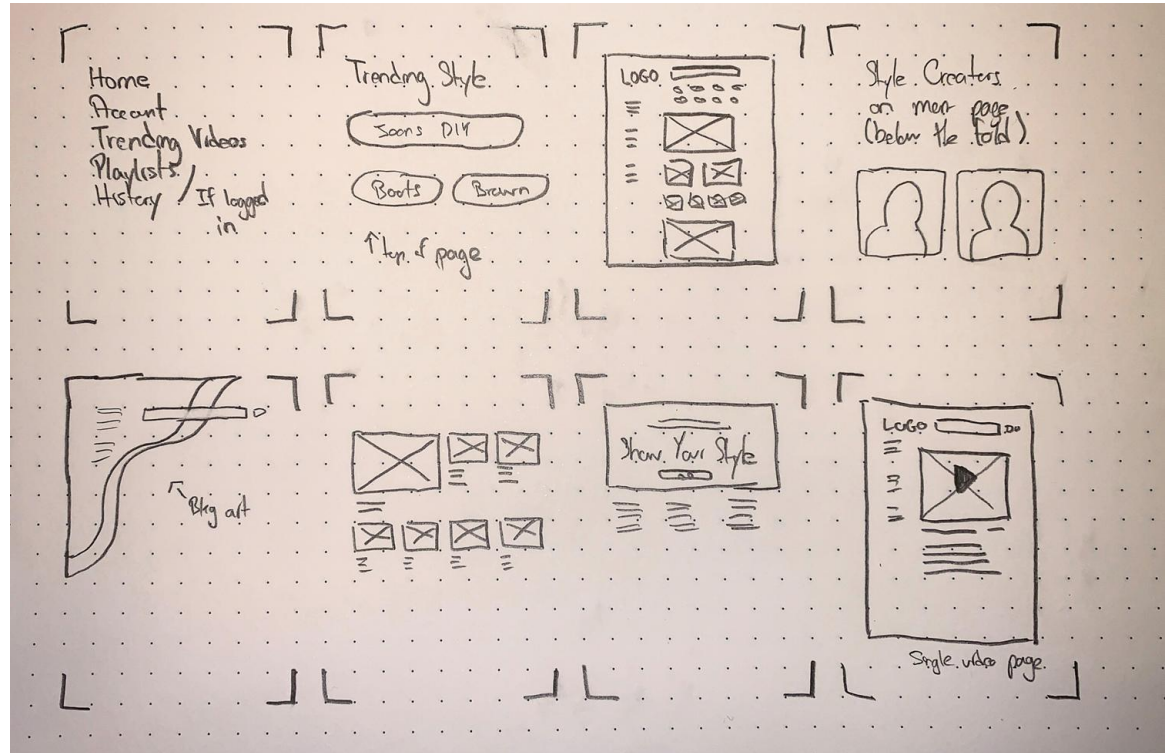 Home
Account
Trending Videos
Playlists
History / If logged
in
Trending Style
DIY
Boots
Brown
↑ top of page
LOGO
Style Creators
on main page
(below the fold)
Bkg art
Show Your Style
LOGO
Single video page